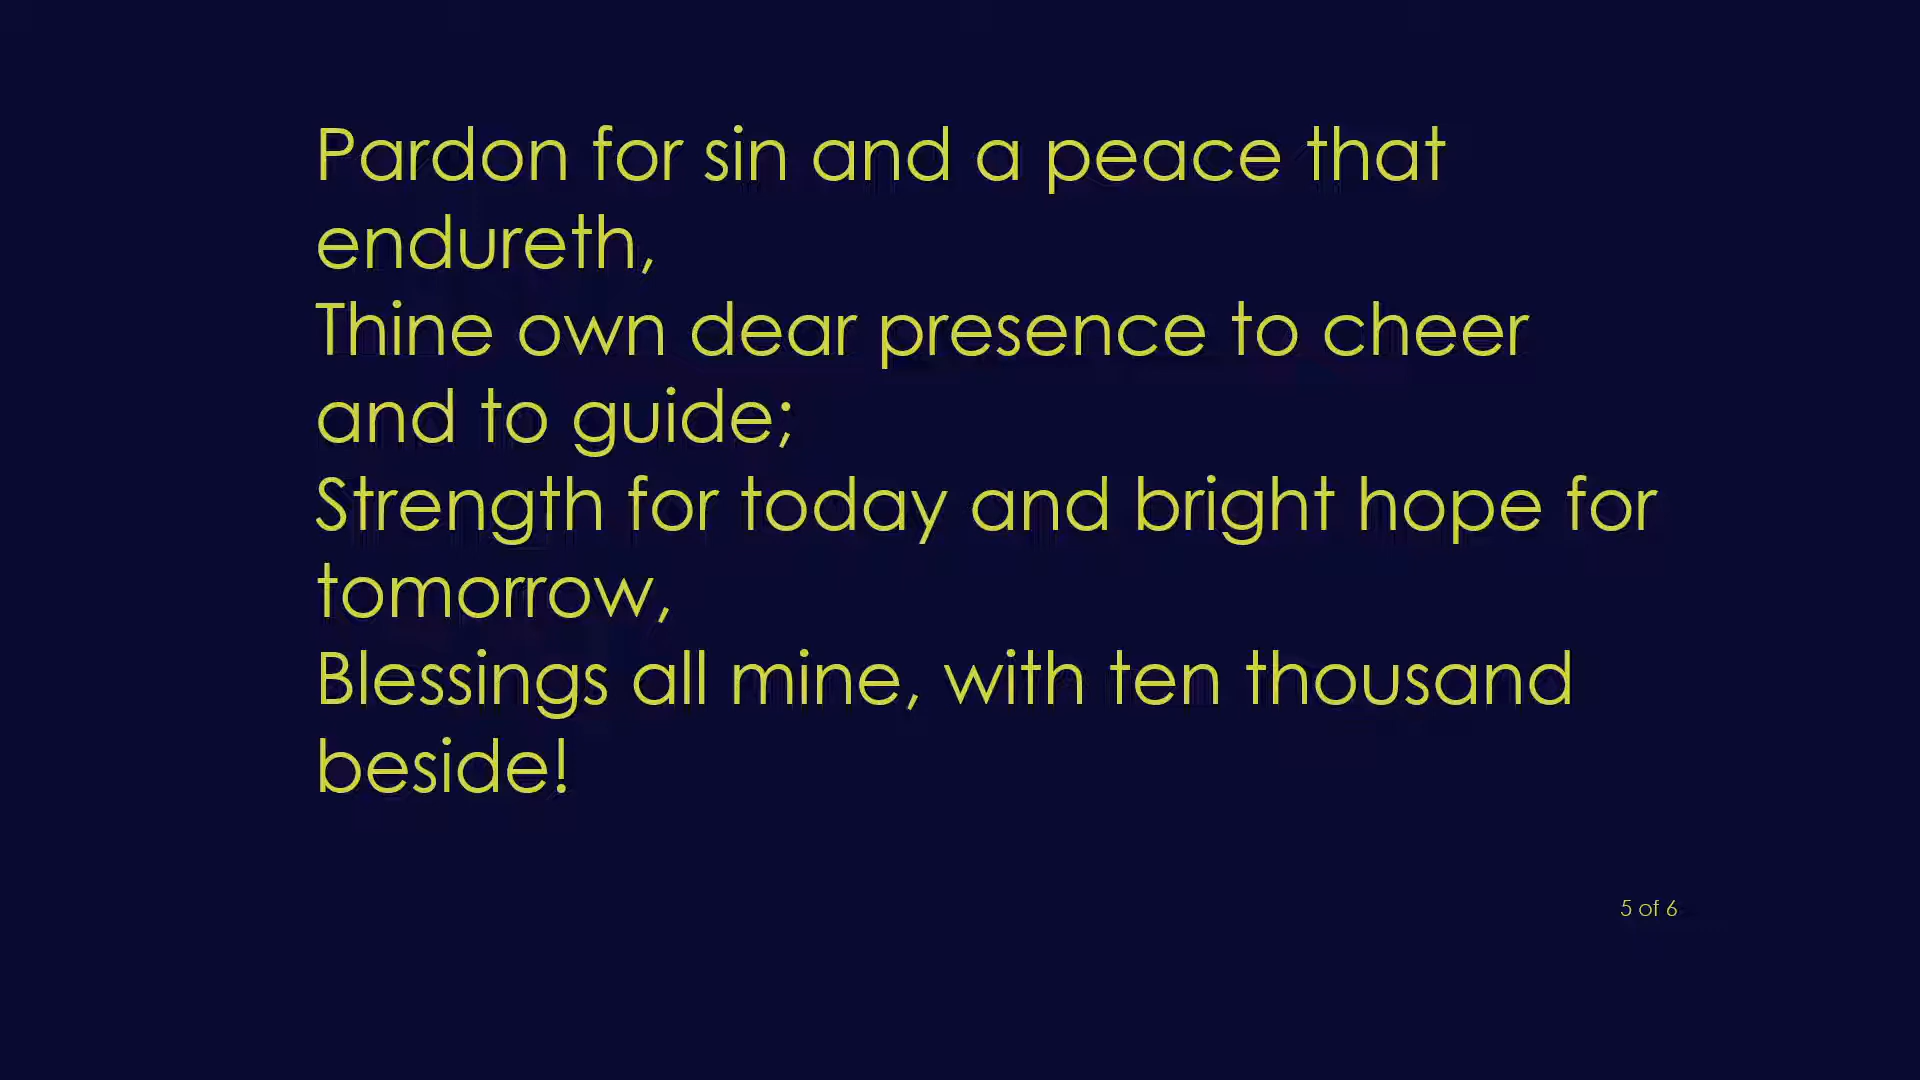 Pardon for sin and a peace that
endureth,
Thine own dear presence to cheer
and to guide;
Strength for today and bright hope for
tomorrow,
Blessings all mine, with ten thousand
beside!
5 of 6